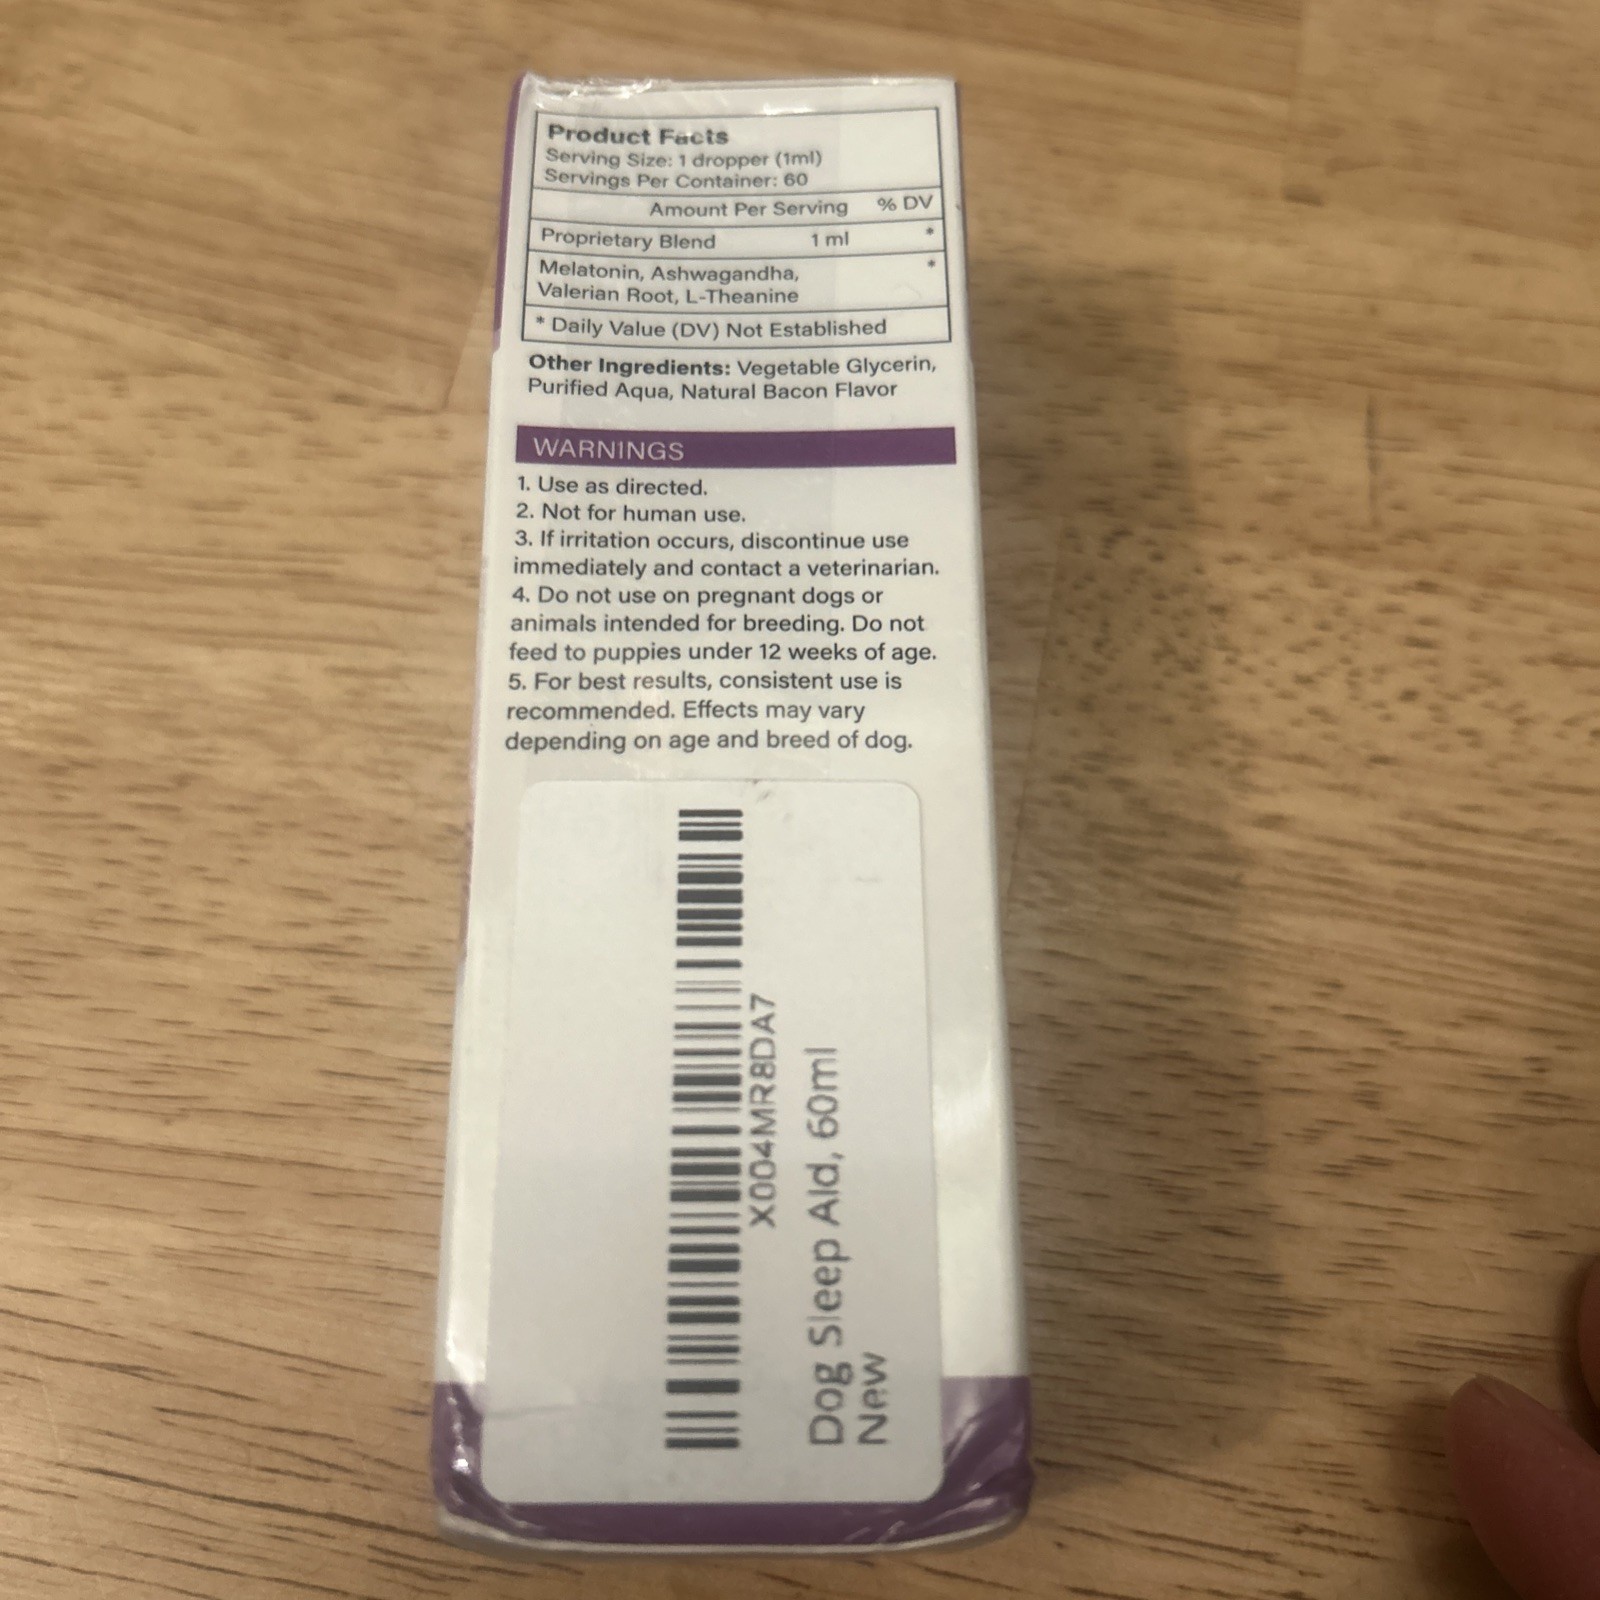 Product Facts
Serving Size: 1 dropper (1ml)
Servings Per Container: 60
Amount Per Serving % DV
Proprietary Blend 1 ml *
Melatonin, Ashwagandha, *
Valerian Root, L-Theanine
* Daily Value (DV) Not Established
Other Ingredients: Vegetable Glycerin,
Purified Aqua, Natural Bacon Flavor
WARNINGS
1. Use as directed.
2. Not for human use.
3. If irritation occurs, discontinue use
immediately and contact a veterinarian.
4. Do not use on pregnant dogs or
animals intended for breeding. Do not
feed to puppies under 12 weeks of age.
5. For best results, consistent use is
recommended. Effects may vary
depending on age and breed of dog.
X004MR8DA7
Dog Sleep AId, 60ml
New